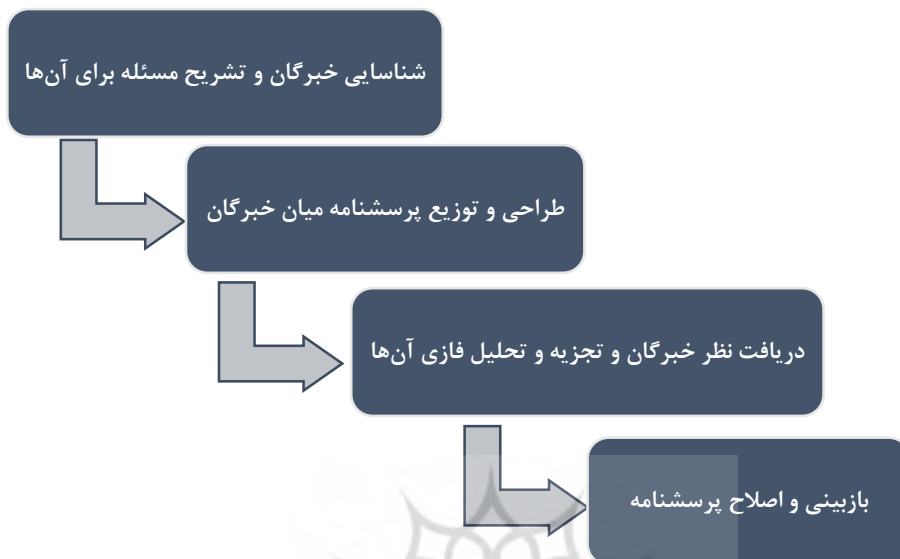 شناسایی خبرگان و تشریح مسئله برای آن‌ها
طراحی و توزیع پرسشنامه میان خبرگان
دریافت نظر خبرگان و تجزیه و تحلیل فازی آن‌ها
بازبینی و اصلاح پرسشنامه